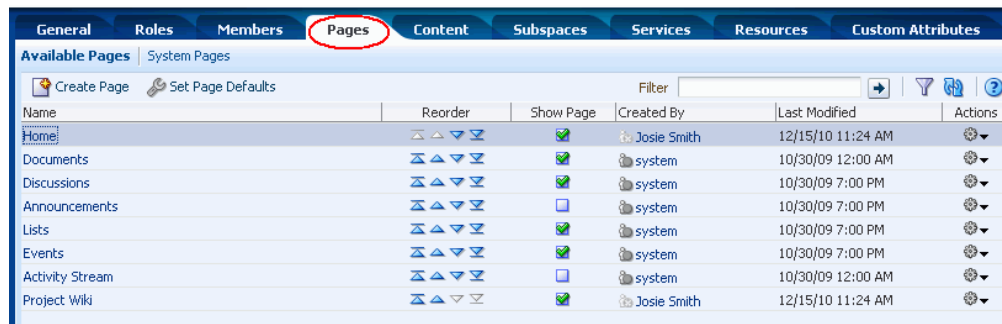 General Roles Members Pages Content Subspaces Services Resources Custom Attributes
Available Pages System Pages
Create Page Set Page Defaults Filter
Name Reorder Show Page Created By Last Modified Actions
Home Josie Smith 12/15/10 11:24 AM
Documents system 10/30/09 12:00 AM
Discussions system 10/30/09 7:00 PM
Announcements system 10/30/09 7:00 PM
Lists system 10/30/09 7:00 PM
Events system 10/30/09 7:00 PM
Activity Stream system 10/30/09 12:00 AM
Project Wiki Josie Smith 12/15/10 11:24 AM